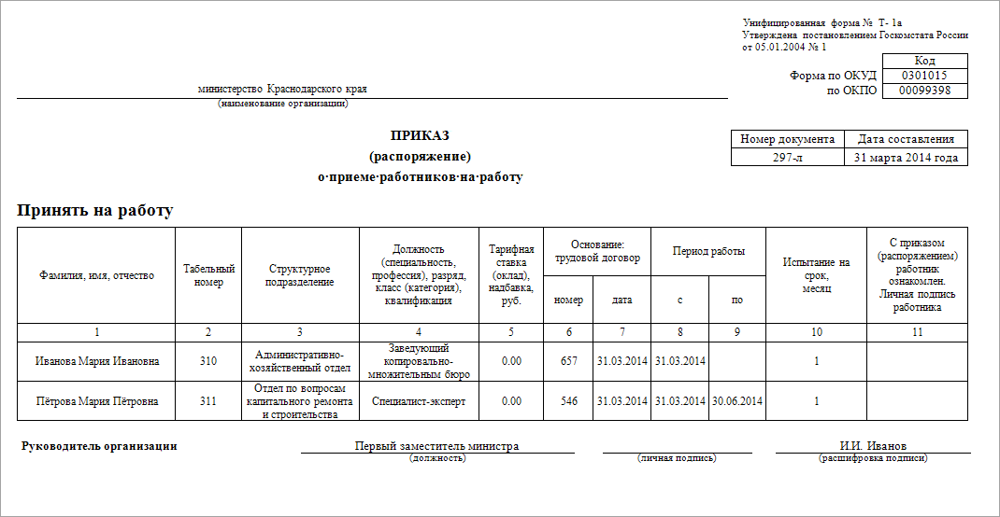 Унифицированная форма № Т- 1а
Утверждена постановлением Госкомстата России
от 05.01.2004 № 1
Код
Форма по ОКУД 0301015
министерство Краснодарского края
по ОКПО 00099398
(наименование организации)
ПРИКАЗ
(распоряжение)
о·приеме·работников·на·работу
Номер документа Дата составления
297-л 31 марта 2014 года
Принять на работу
Фамилия, имя, отчество
Табельный
номер
Структурное
подразделение
Должность
(специальность,
профессия), разряд,
класс (категория),
квалификация
Тарифная
ставка
(оклад),
надбавка,
руб.
Основание:
трудовой договор
номер дата
Период работы
с по
Испытание на
срок,
месяц
С приказом
(распоряжением)
работник
ознакомлен.
Личная подпись
работника
1 2 3 4 5 6 7 8 9 10 11
Иванова Мария Ивановна
310
Административно-
хозяйственный отдел
Заведующий
копировально-
множительным бюро
0.00 657 31.03.2014 31.03.2014 1
Пётрова Мария Пётровна
311
Отдел по вопросам
капитального ремонта
и строительства
Специалист-эксперт
0.00 546 31.03.2014 31.03.2014 30.06.2014 1
Руководитель организации Первый заместитель министра И.И. Иванов
(должность) (личная подпись) (расшифровка подписи)